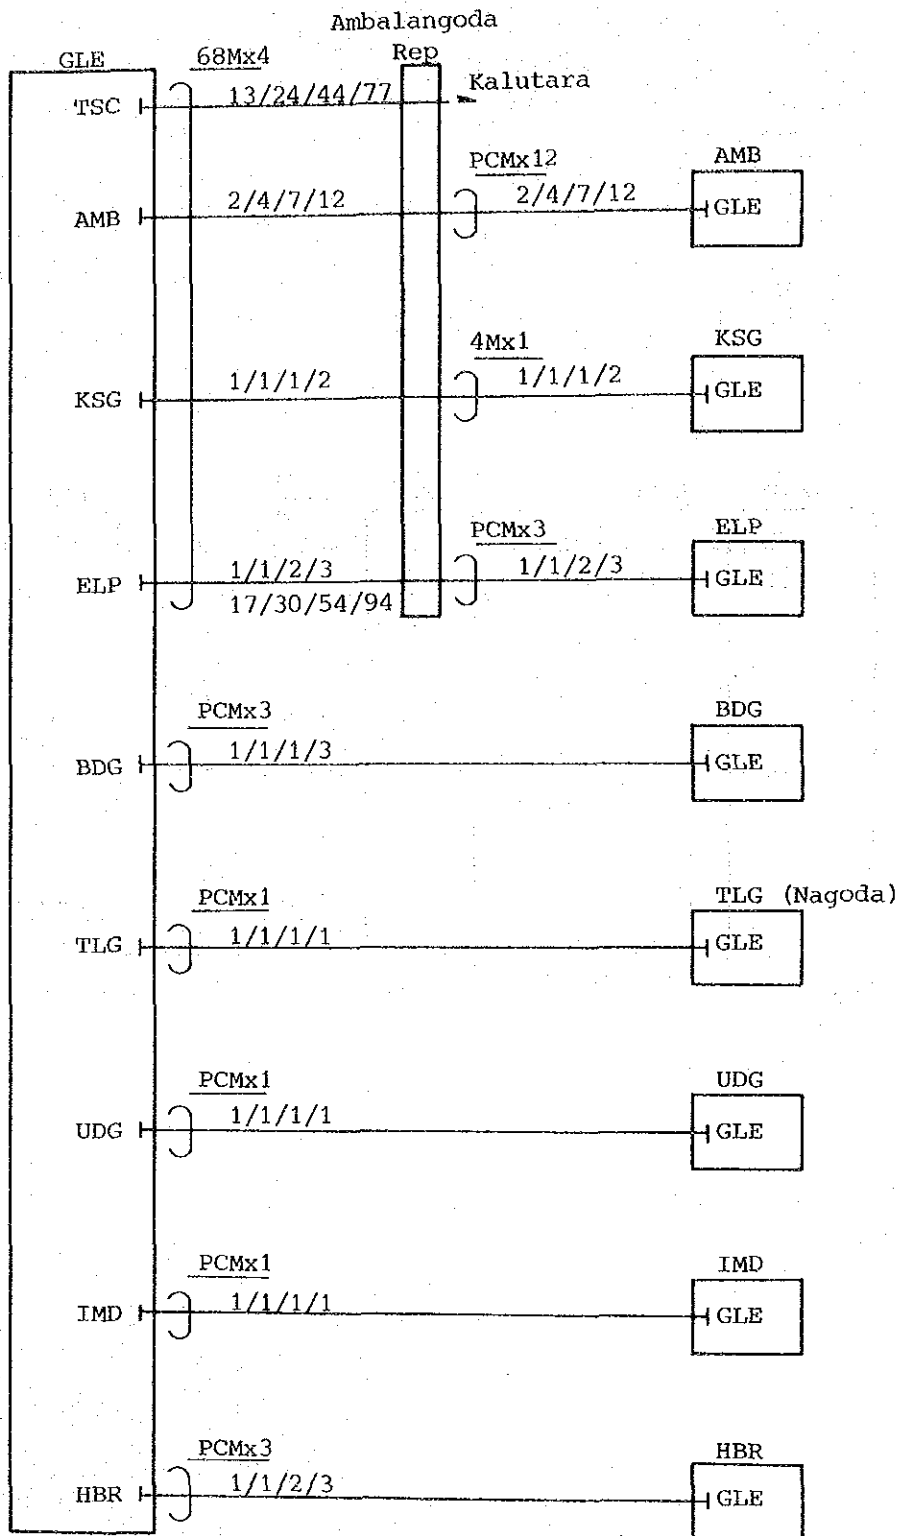 Ambalangoda
GLE 68Mx4 Rep
TSC 13/24/44/77 Kalutara
PCMx12 AMB
AMB 2/4/7/12 2/4/7/12 GLE
4Mx1 KSG
KSG 1/1/1/2 1/1/1/2 GLE
PCMx3 ELP
ELP 1/1/2/3 1/1/2/3 GLE
17/30/54/94
PCMx3 BDG
BDG 1/1/1/3 GLE
PCMx1 TLG (Nagoda)
TLG 1/1/1/1 GLE
PCMx1 UDG
UDG 1/1/1/1 GLE
PCMx1 IMD
IMD 1/1/1/1 GLE
PCMx3 HBR
HBR 1/1/2/3 GLE